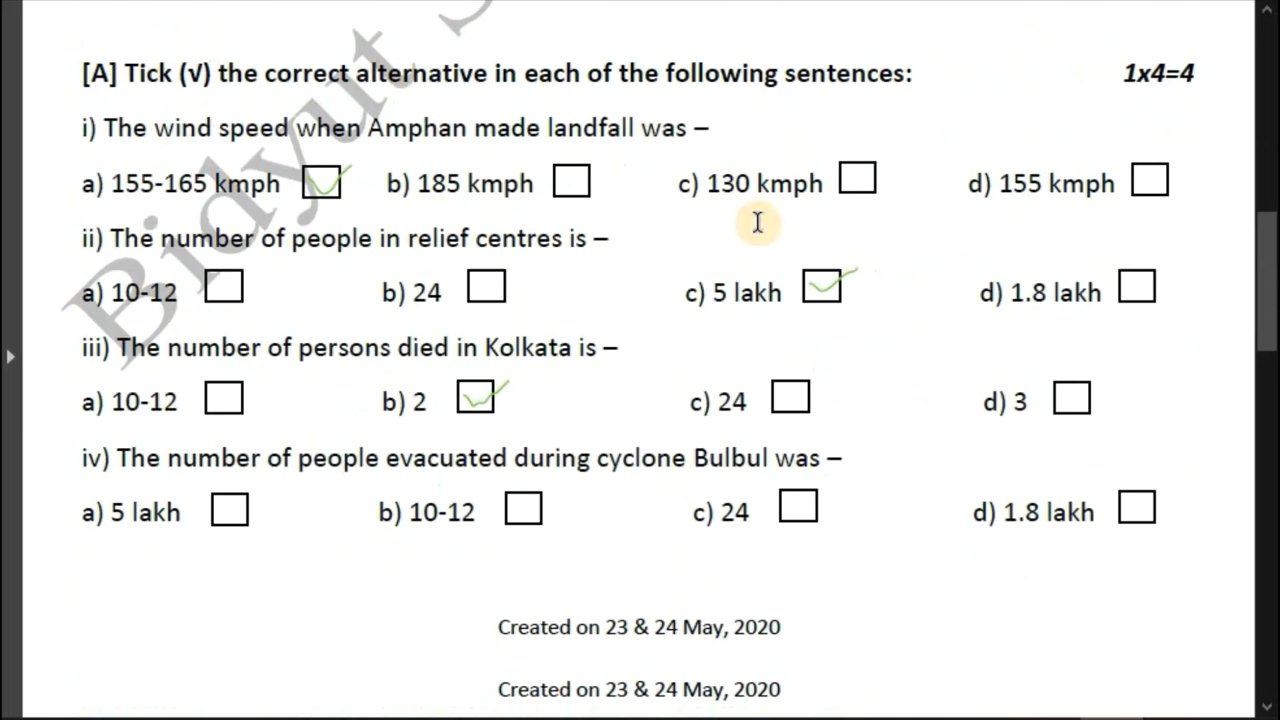 [A] Tick (√) the correct alternative in each of the following sentences: 1x4=4
i) The wind speed when Amphan made landfall was –
a) 155-165 kmph b) 185 kmph c) 130 kmph d) 155 kmph
ii) The number of people in relief centres is –
a) 10-12 b) 24 c) 5 lakh d) 1.8 lakh
iii) The number of persons died in Kolkata is –
a) 10-12 b) 2 c) 24 d) 3
iv) The number of people evacuated during cyclone Bulbul was –
a) 5 lakh b) 10-12 c) 24 d) 1.8 lakh
Created on 23 & 24 May, 2020
Created on 23 & 24 May, 2020
Bidyut